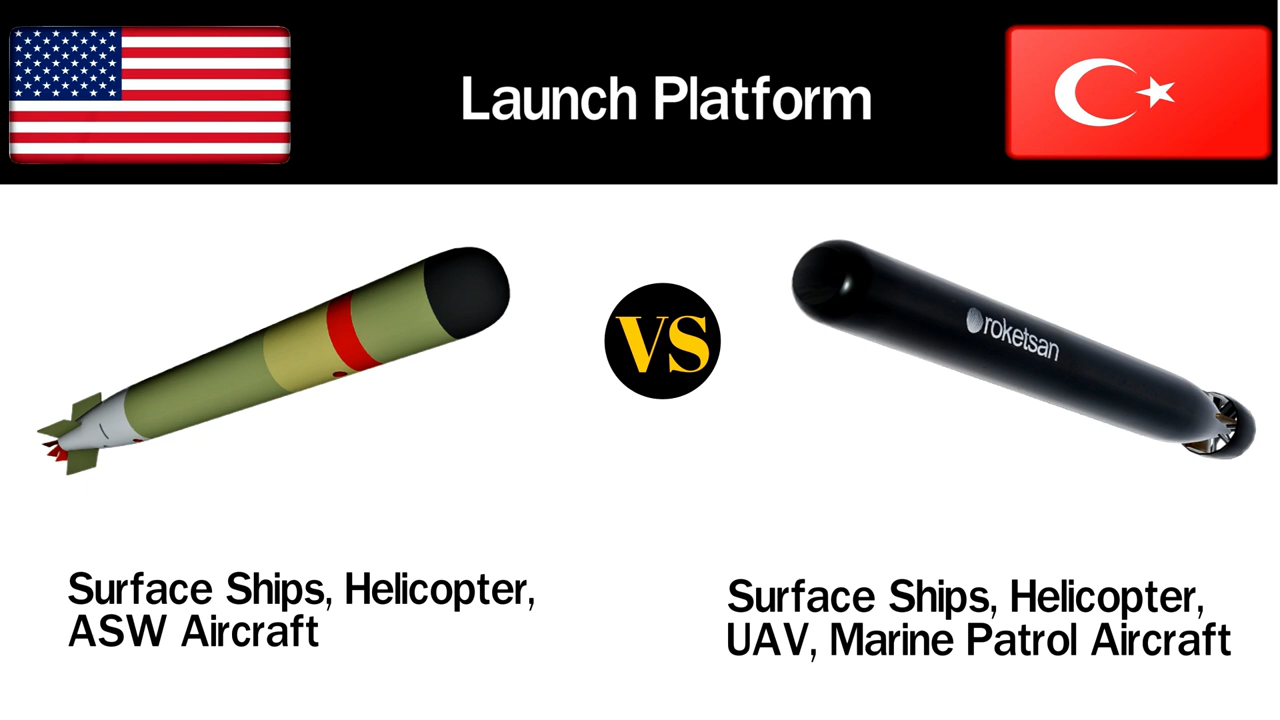 Launch Platform
VS
roketsan
Surface Ships, Helicopter,
ASW Aircraft
Surface Ships, Helicopter,
UAV, Marine Patrol Aircraft